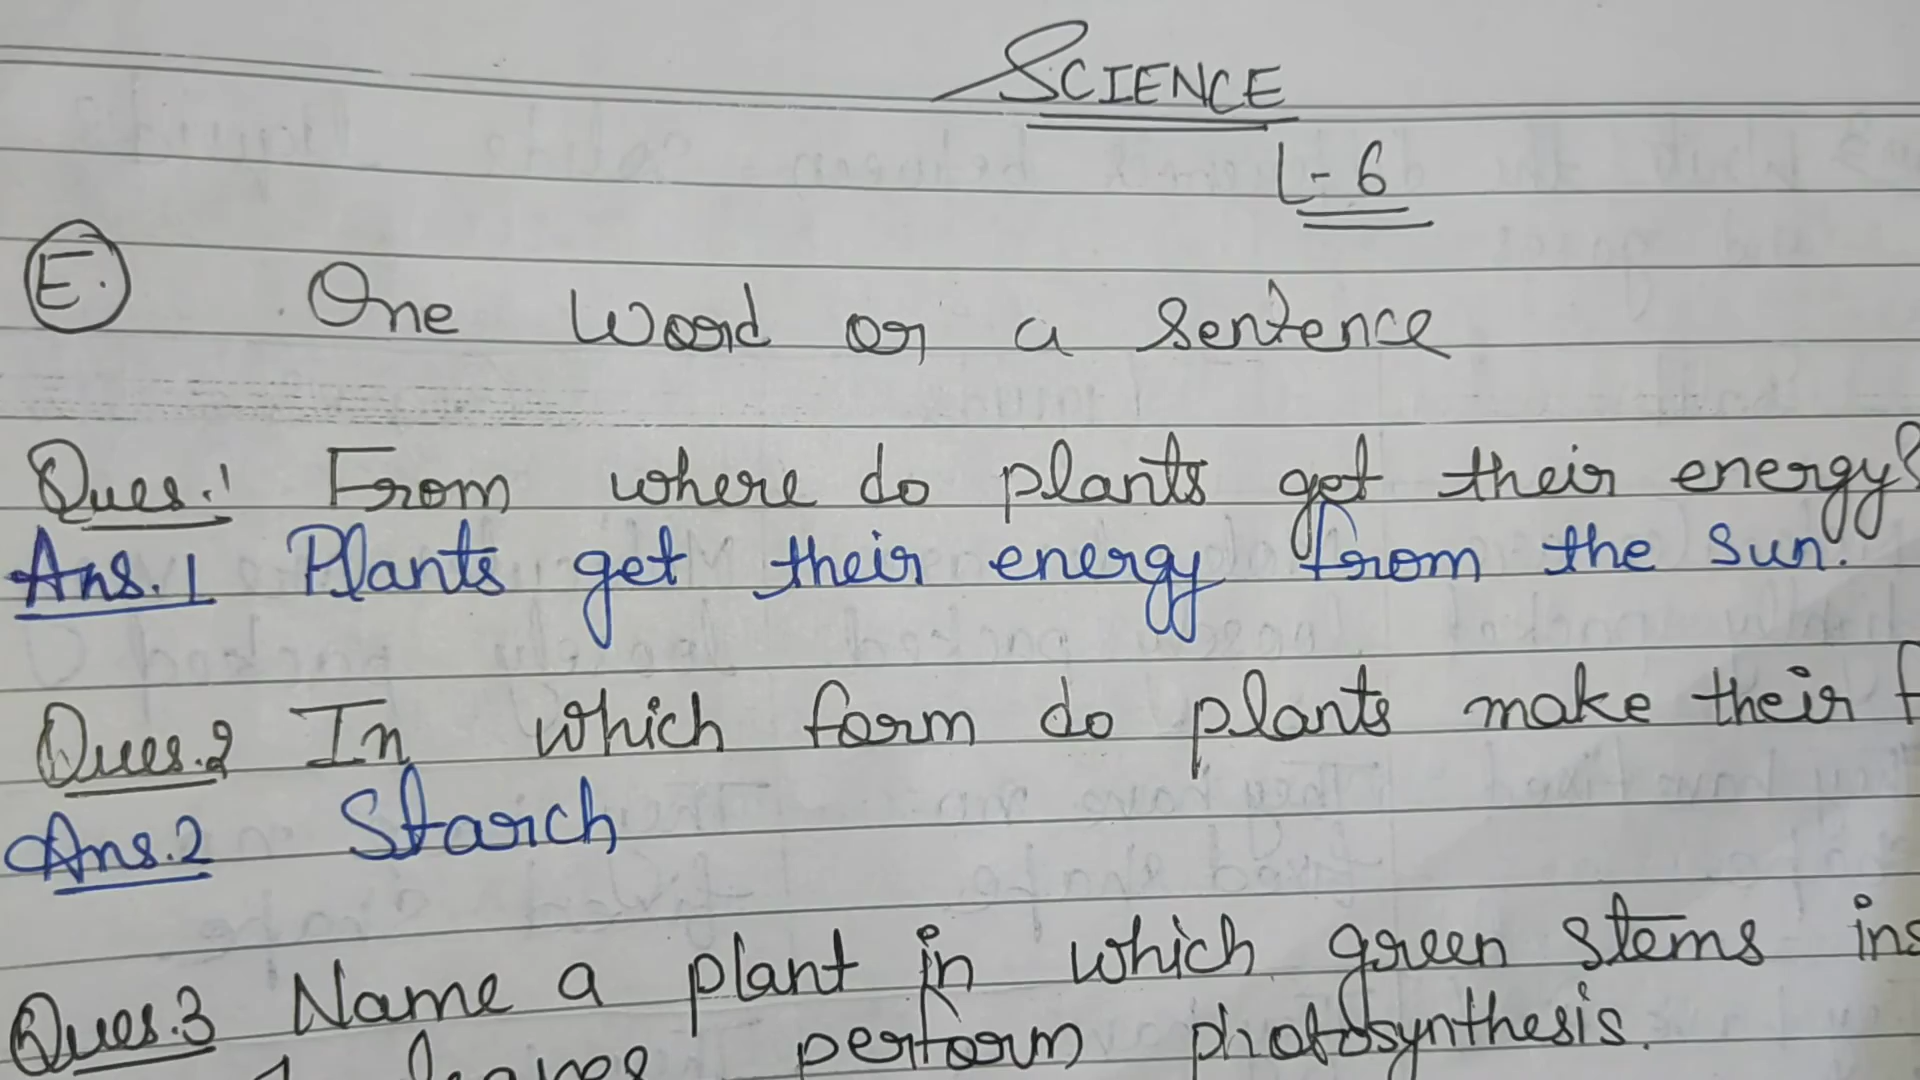 SCIENCE
L-6
E. One word or a sentence
Ques.1 From where do plants get their energy?
Ans.1 Plants get their energy from the sun.
Ques.2 In which form do plants make their
Ans.2 Starch
Ques.3 Name a plant in which green stems
leaves perform photosynthesis.